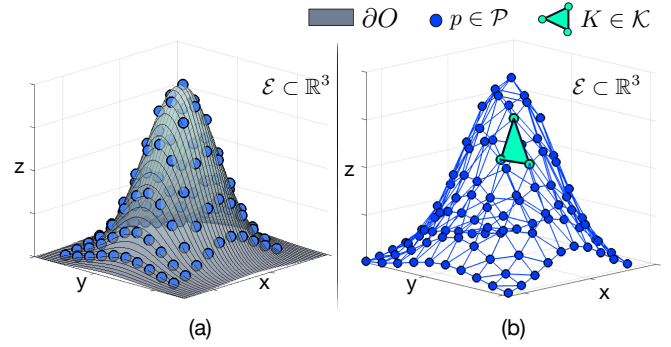 ∂O p ∈ 𝒫 K ∈ 𝒦
ℰ ⊂ ℝ³ ℰ ⊂ ℝ³
z z
y x y x
(a) (b)